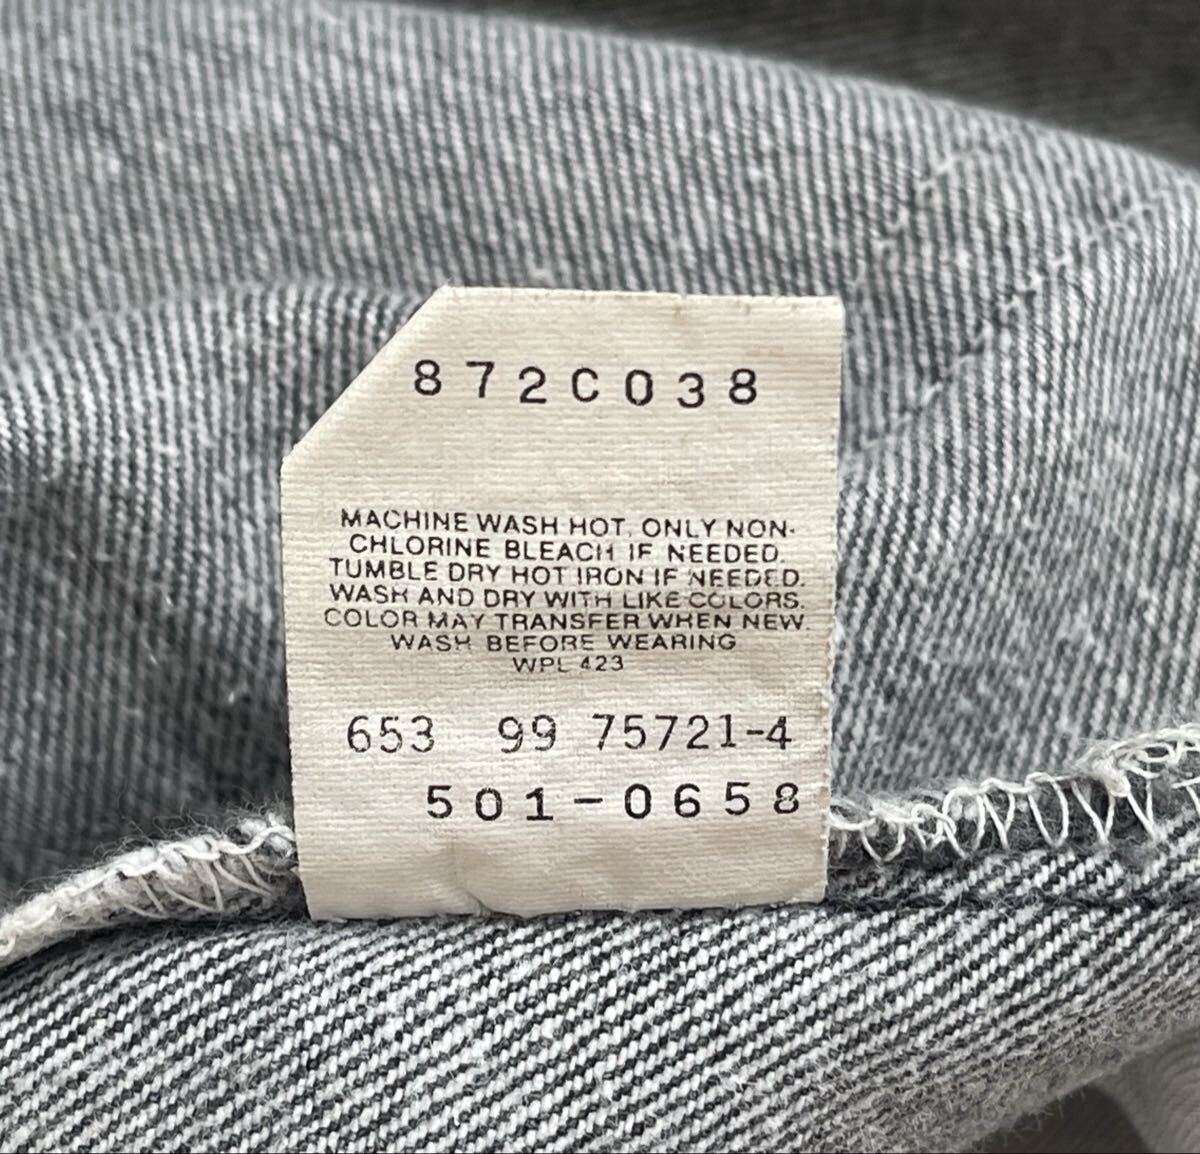 872C038
MACHINE WASH HOT, ONLY NON-
CHLORINE BLEACH IF NEEDED.
TUMBLE DRY HOT IRON IF NEEDED.
WASH AND DRY WITH LIKE COLORS.
COLOR MAY TRANSFER WHEN NEW.
WASH BEFORE WEARING
WPL 423
653 99 75721-4
501-0658